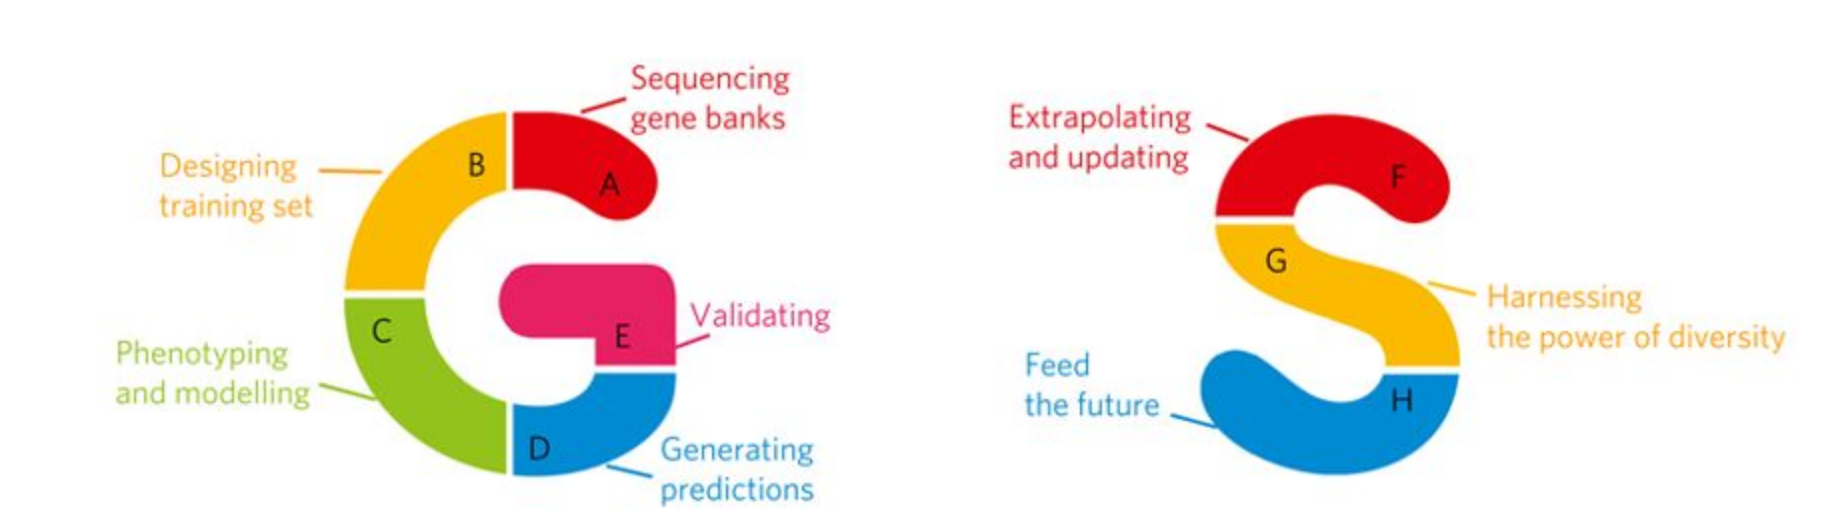 Sequencing
gene banks
A
Designing
training set
B
Phenotyping
and modelling
C
Generating
predictions
D
Validating
E
Extrapolating
and updating
F
Harnessing
the power of diversity
G
Feed
the future
H